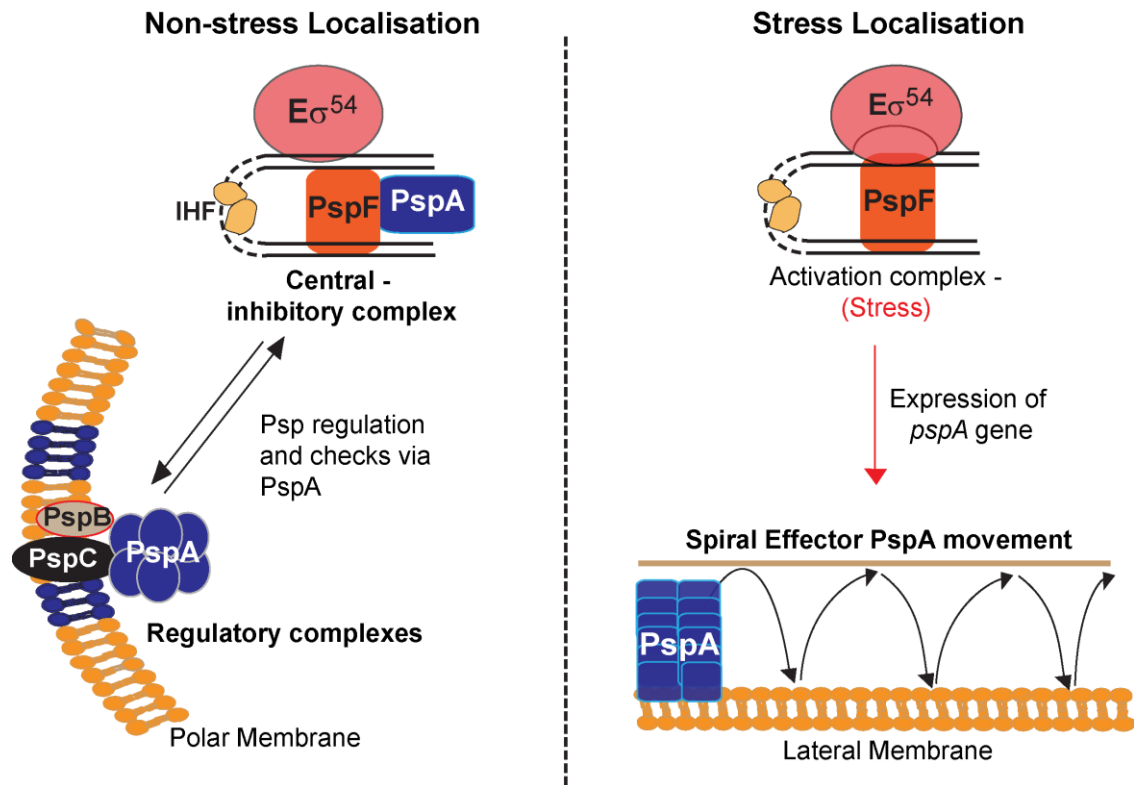 Non-stress Localisation
Eσ⁵⁴
IHF
PspF
PspA
Central -
inhibitory complex
Psp regulation
and checks via
PspA
PspB
PspC
PspA
Regulatory complexes
Polar Membrane
Stress Localisation
Eσ⁵⁴
PspF
Activation complex -
(Stress)
Expression of
pspA gene
Spiral Effector PspA movement
PspA
Lateral Membrane